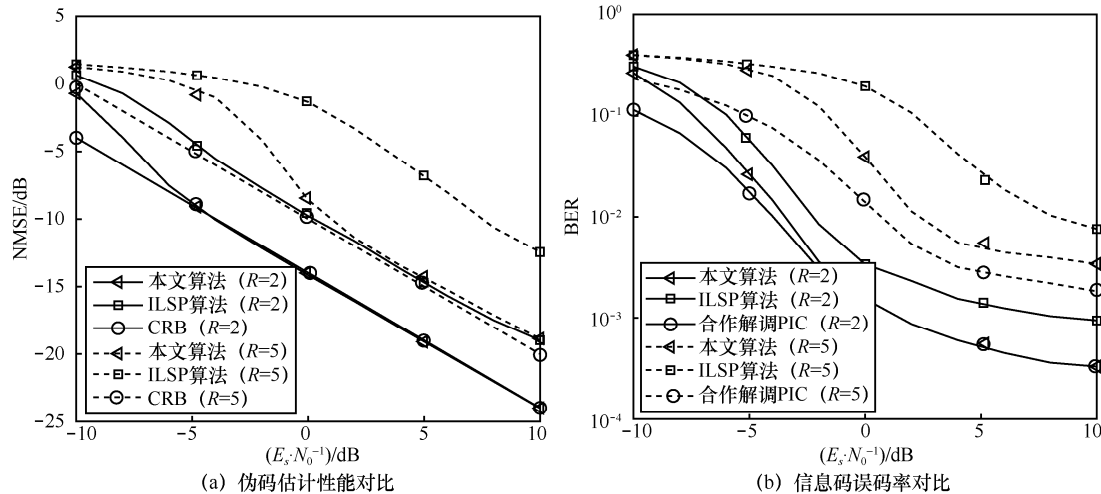 5
0
−5
−10
−15
−20
−25
NMSE/dB
本文算法（R=2）
ILSP算法（R=2）
CRB（R=2）
本文算法（R=5）
ILSP算法（R=5）
CRB（R=5）
−10 −5 0 5 10
(Es·N0−1)/dB
(a) 伪码估计性能对比
10^0
10^−1
10^−2
10^−3
10^−4
BER
本文算法（R=2）
ILSP算法（R=2）
合作解调PIC（R=2）
本文算法（R=5）
ILSP算法（R=5）
合作解调PIC（R=5）
−10 −5 0 5 10
(Es·N0−1)/dB
(b) 信息码误码率对比